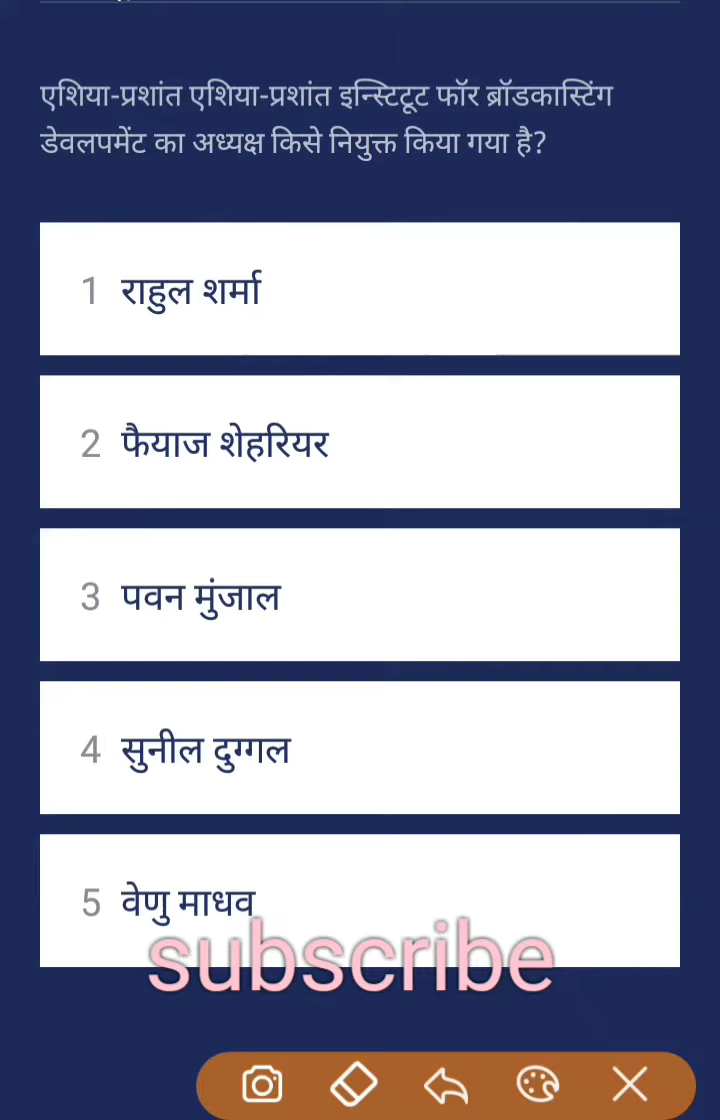 एशिया-प्रशांत एशिया-प्रशांत इन्स्टिटूट फॉर ब्रॉडकास्टिंग
डेवलपमेंट का अध्यक्ष किसे नियुक्त किया गया है?
1 राहुल शर्मा
2 फैयाज शेहरियर
3 पवन मुंजाल
4 सुनील दुग्गल
5 वेणु माधव
subscribe